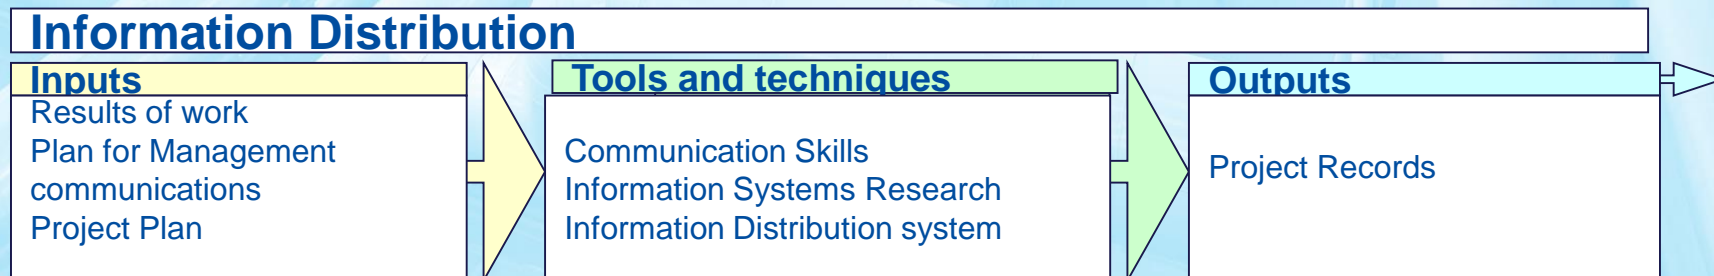 Information Distribution
Inputs
Results of work
Plan for Management
communications
Project Plan
Tools and techniques
Communication Skills
Information Systems Research
Information Distribution system
Outputs
Project Records